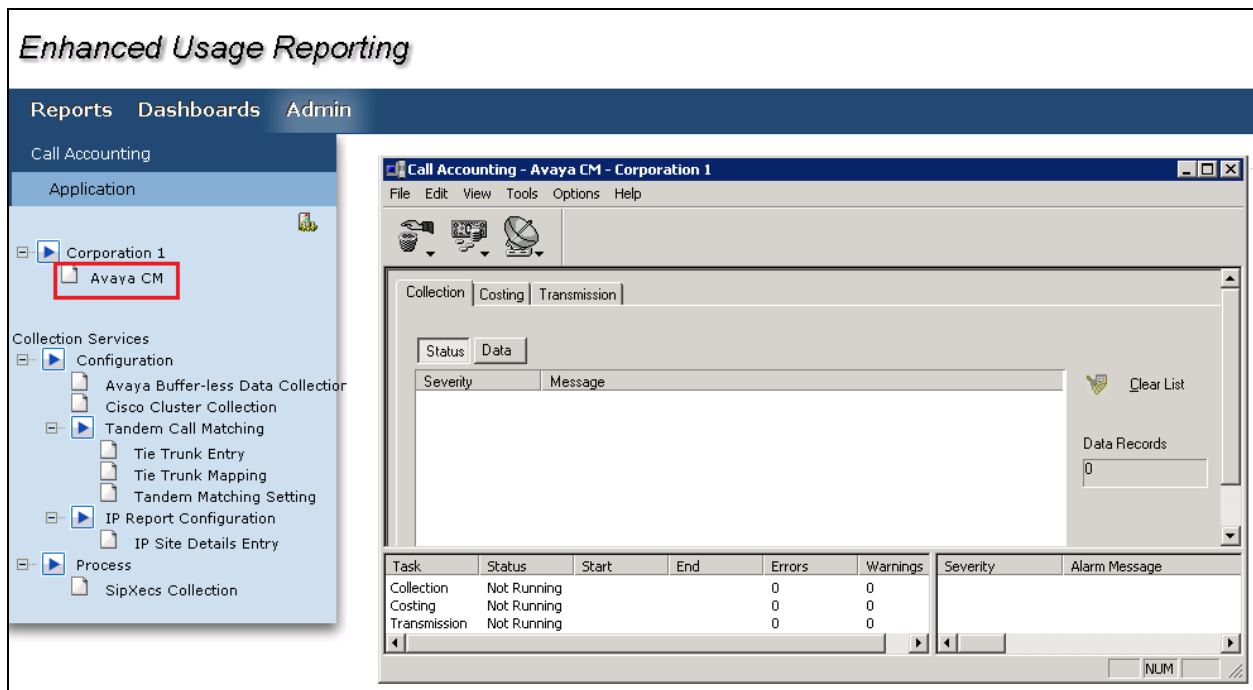 Enhanced Usage Reporting
Reports Dashboards Admin
Call Accounting
Application
Corporation 1
Avaya CM
Collection Services
Configuration
Avaya Buffer-less Data Collection
Cisco Cluster Collection
Tandem Call Matching
Tie Trunk Entry
Tie Trunk Mapping
Tandem Matching Setting
IP Report Configuration
IP Site Details Entry
Process
SipXecs Collection
Call Accounting - Avaya CM - Corporation 1
File Edit View Tools Options Help
Collection Costing Transmission
Status Data
Severity Message
Clear List
Data Records
0
Task Status Start End Errors Warnings
Collection Not Running 0 0
Costing Not Running 0 0
Transmission Not Running 0 0
Severity Alarm Message
NUM